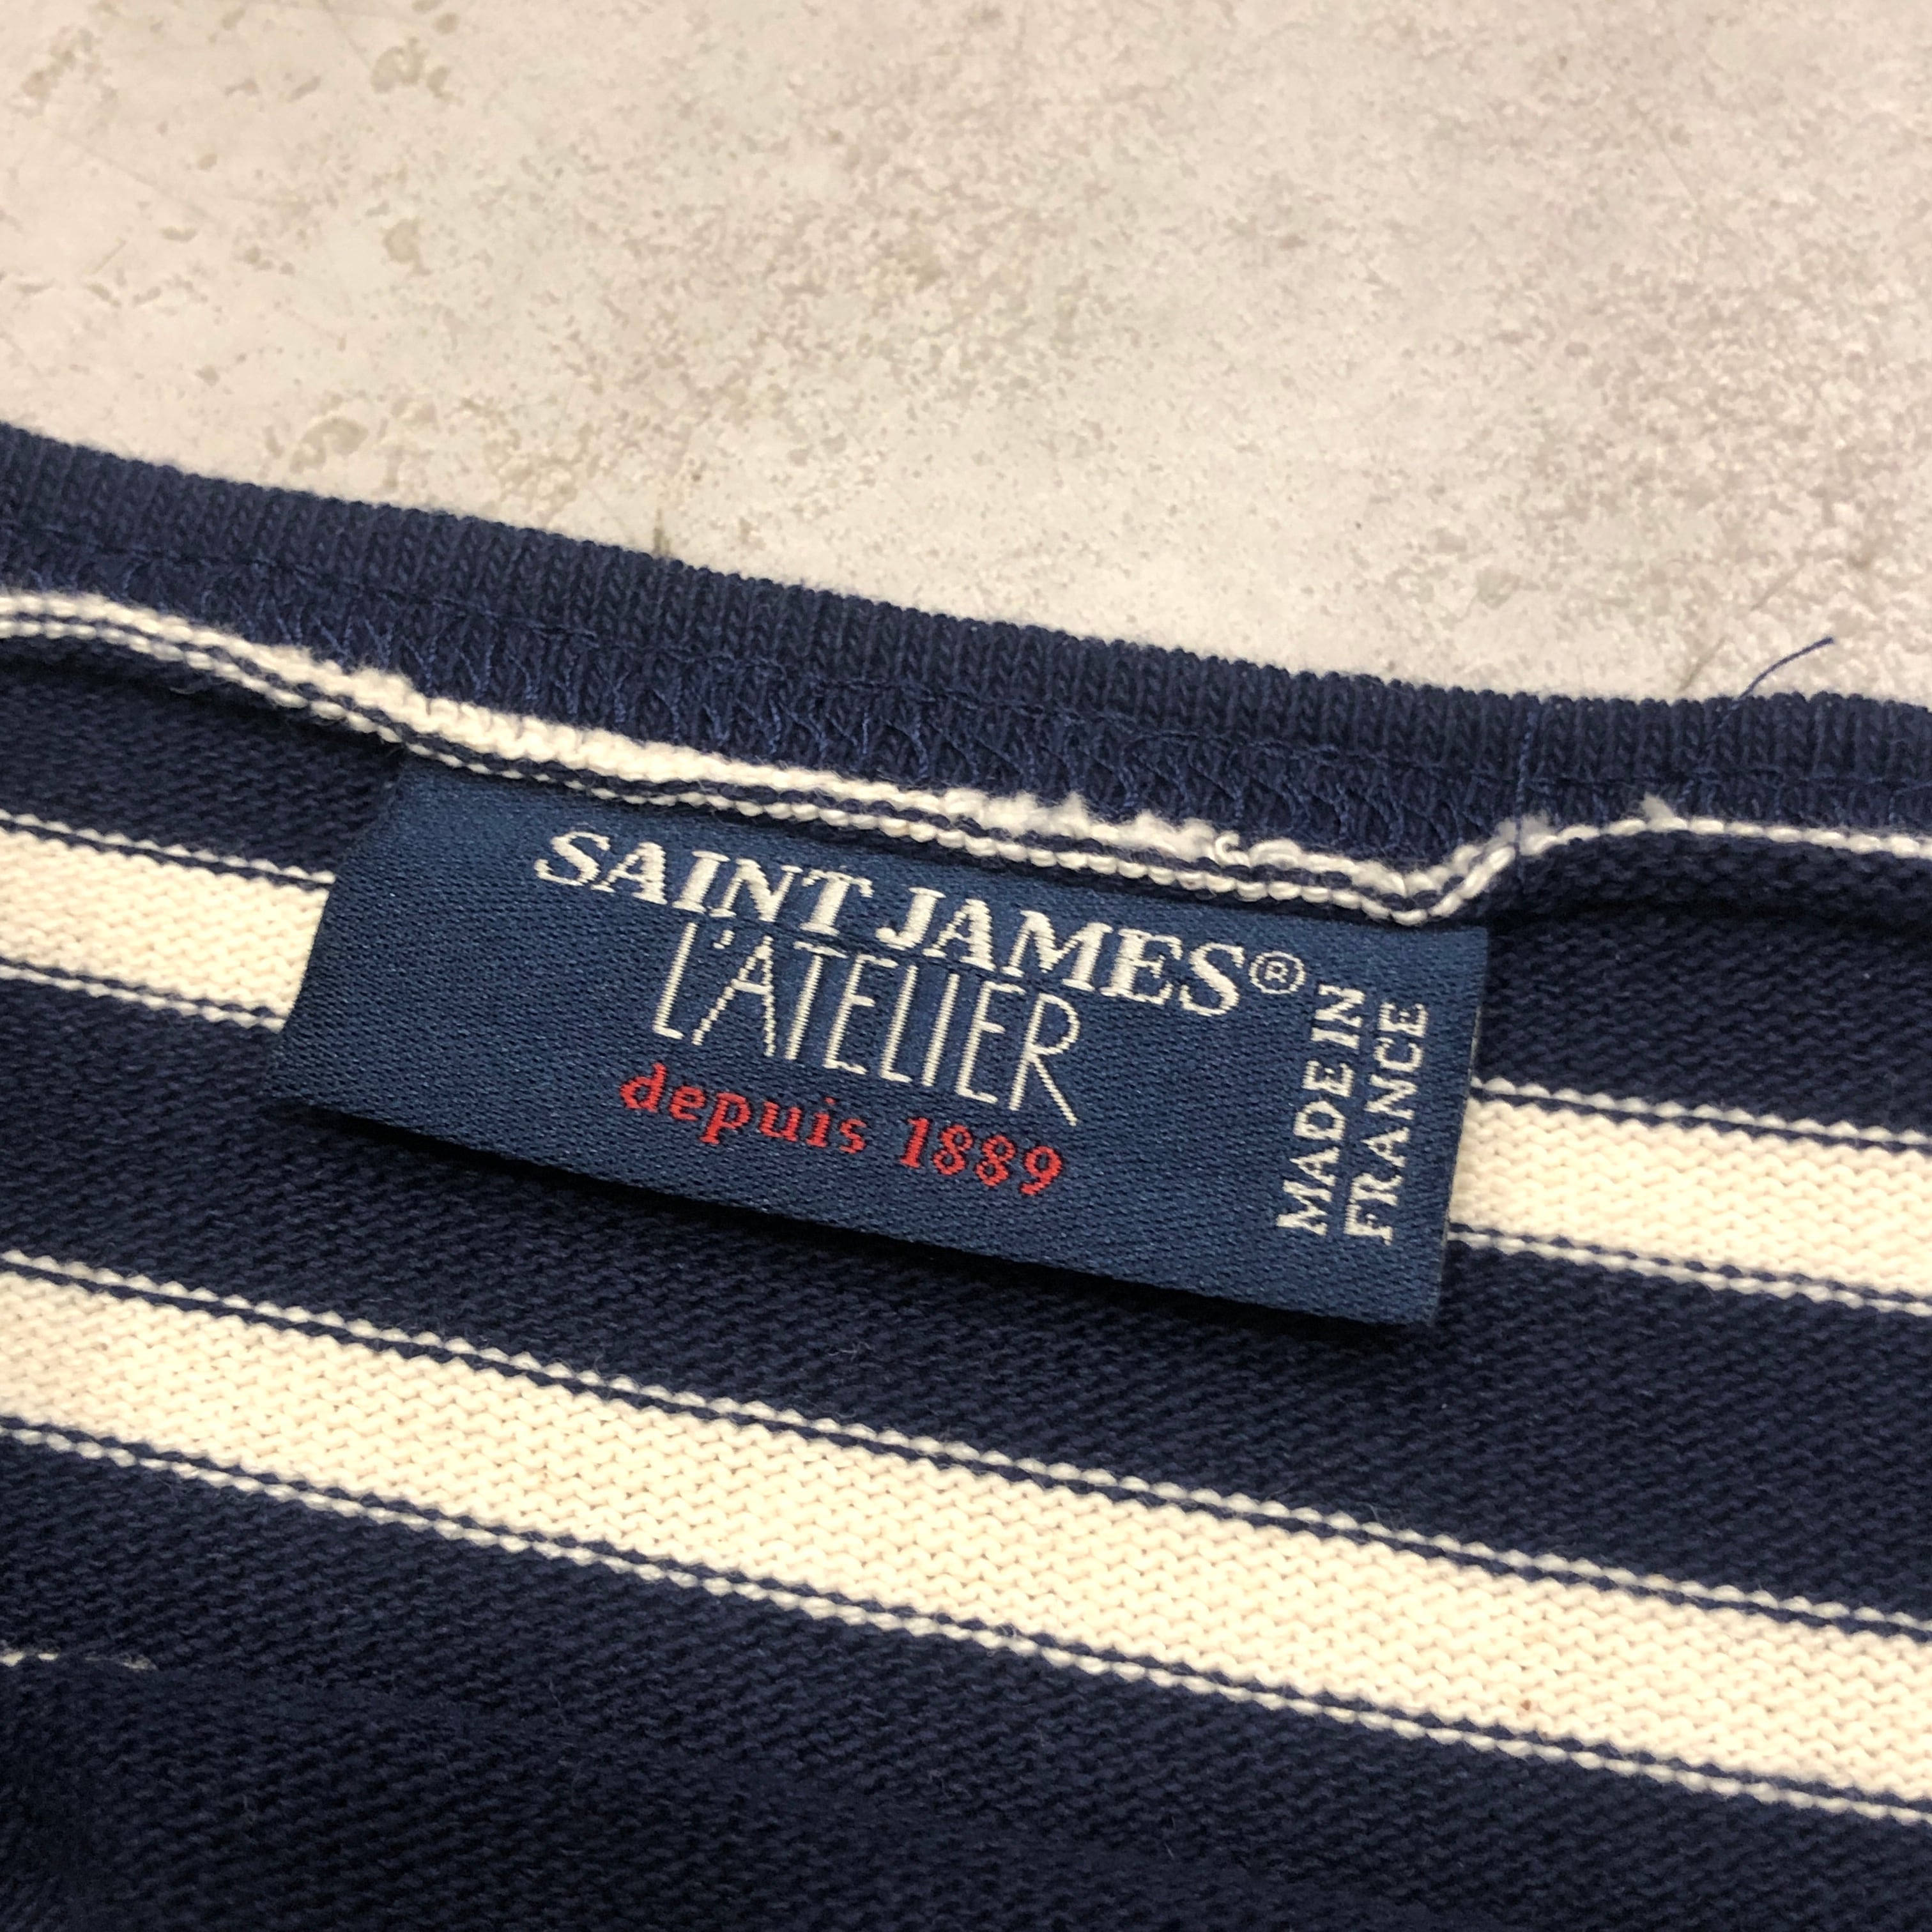 SAINT JAMES®
L'ATELIER
depuis 1889
MADE IN
FRANCE